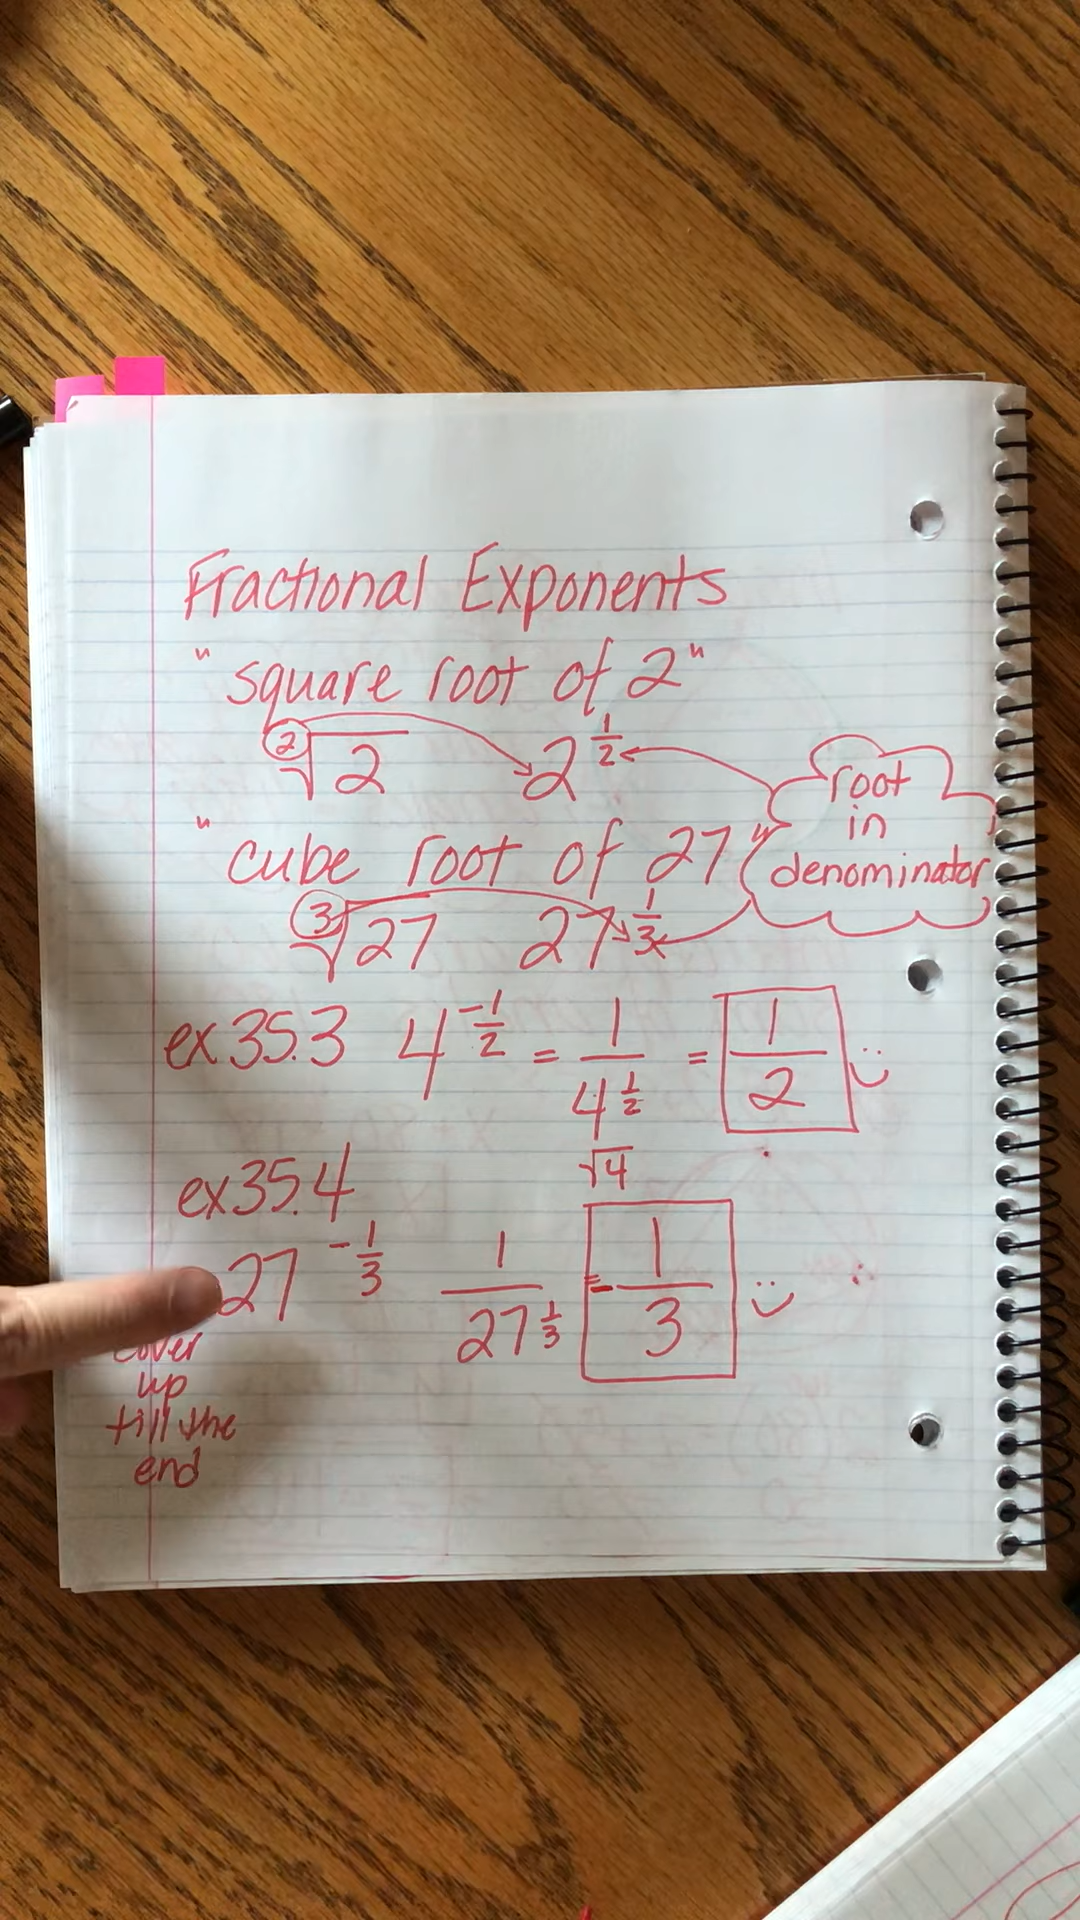 Fractional Exponents
"square root of 2"
²√2 2^(1/2)
root
in
denominator
"cube root of 27"
³√27 27^(1/3)
ex 35.3 4^(-1/2) = 1/4^(1/2) = 1/2
√4
ex 35.4
27^(-1/3) 1/27^(1/3) = -1/3
cover
up
till the
end